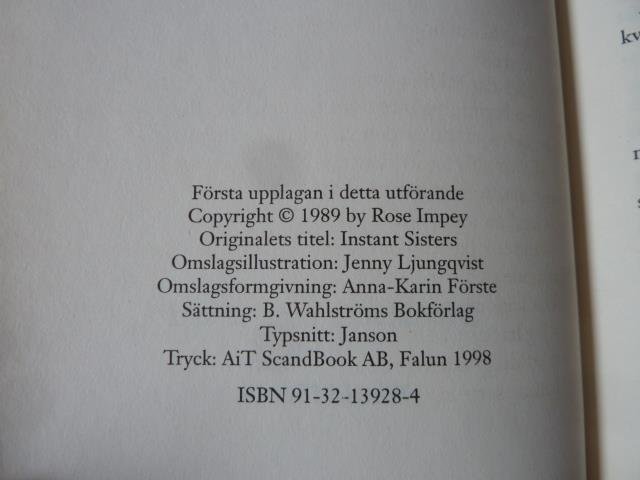 Första upplagan i detta utförande
Copyright © 1989 by Rose Impey
Originalets titel: Instant Sisters
Omslagsillustration: Jenny Ljungqvist
Omslagsformgivning: Anna-Karin Förste
Sättning: B. Wahlströms Bokförlag
Typsnitt: Janson
Tryck: AiT ScandBook AB, Falun 1998
ISBN 91-32-13928-4